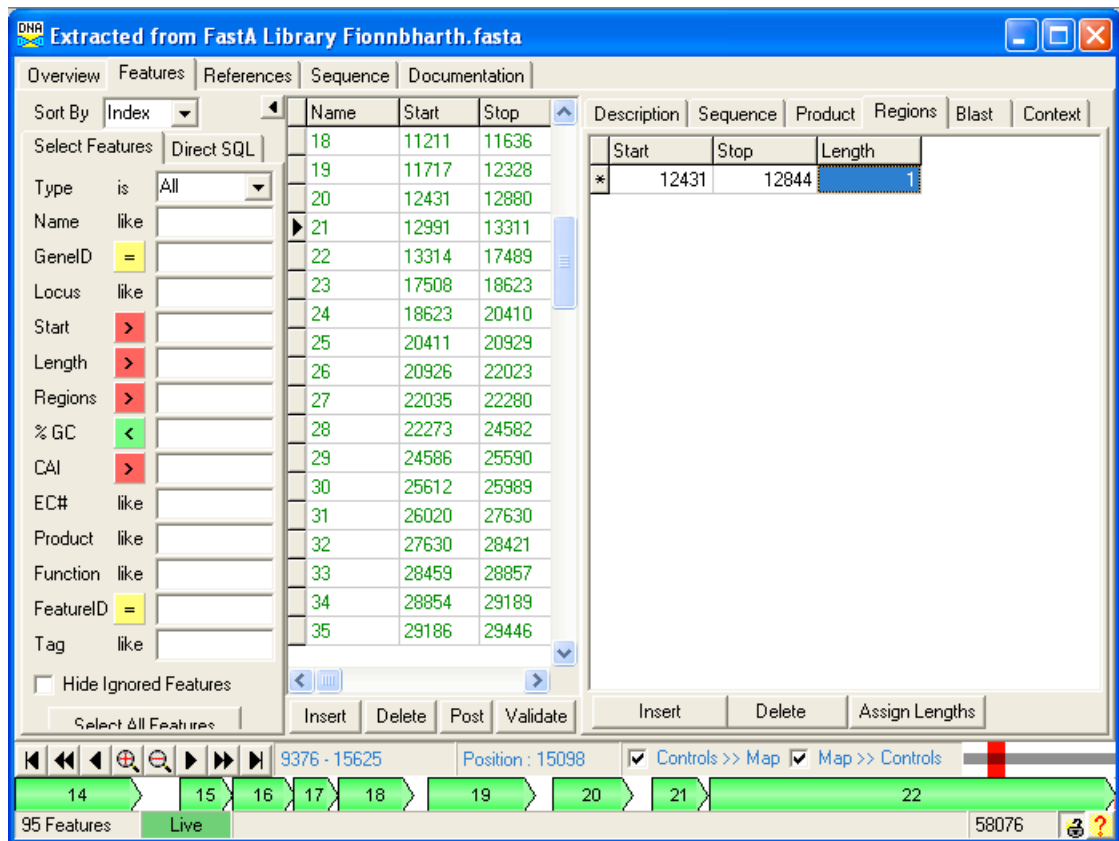 DNA Extracted from FastA Library Fionnbharth.fasta
Overview Features References Sequence Documentation
Sort By Index
Select Features Direct SQL
Type is All
Name like
GeneID =
Locus like
Start >
Length >
Regions >
% GC <
CAI >
EC# like
Product like
Function like
FeatureID =
Tag like
Hide Ignored Features
Select All Features
Name Start Stop
18 11211 11636
19 11717 12328
20 12431 12880
21 12991 13311
22 13314 17489
23 17508 18623
24 18623 20410
25 20411 20929
26 20926 22023
27 22035 22280
28 22273 24582
29 24586 25590
30 25612 25989
31 26020 27630
32 27630 28421
33 28459 28857
34 28854 29189
35 29186 29446
Insert Delete Post Validate
Description Sequence Product Regions Blast Context
Start Stop Length
* 12431 12844 1
Insert Delete Assign Lengths
9376 - 15625 Position : 15098 Controls >> Map Map >> Controls
14 15 16 17 18 19 20 21 22
95 Features Live 58076 ?